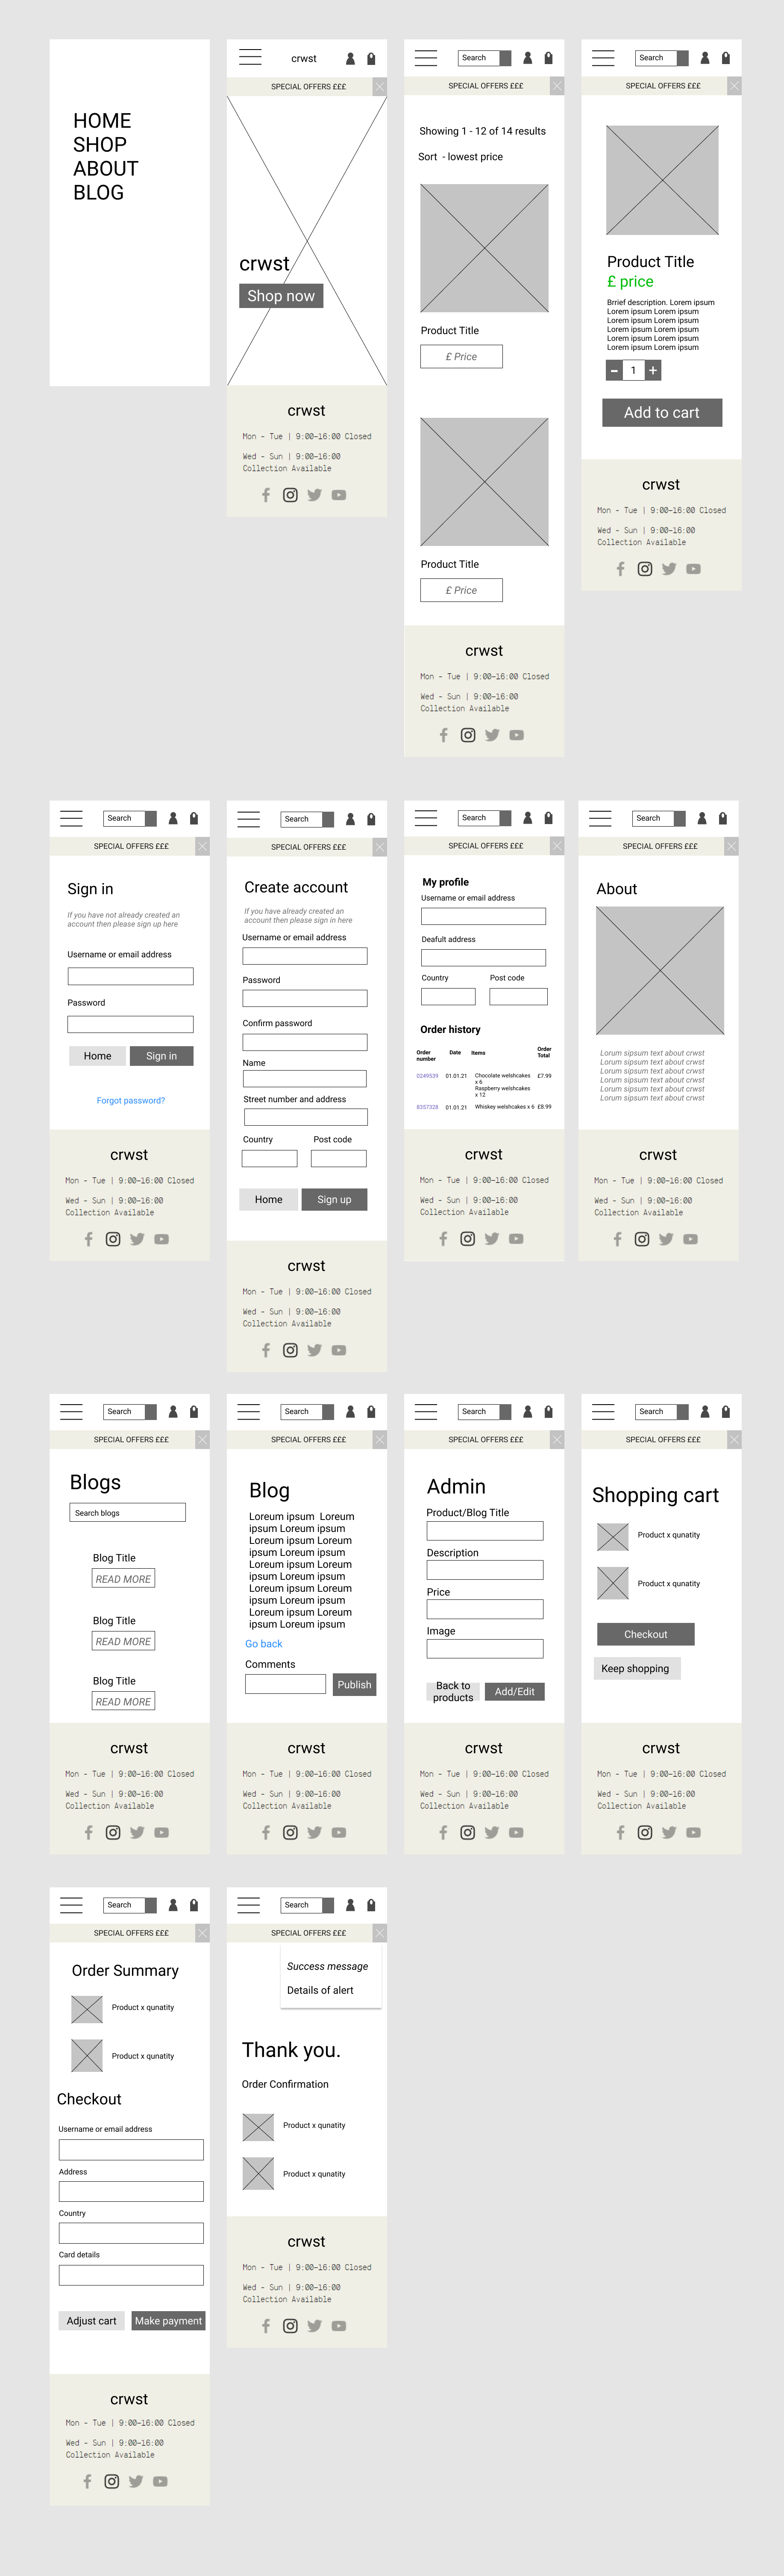 HOME
SHOP
ABOUT
BLOG
crwst
SPECIAL OFFERS £££
crwst
Shop now
crwst
Mon - Tue | 9:00–16:00 Closed
Wed - Sun | 9:00–16:00
Collection Available
Search
SPECIAL OFFERS £££
Showing 1 - 12 of 14 results
Sort - lowest price
Product Title
£ Price
Product Title
£ Price
crwst
Mon - Tue | 9:00–16:00 Closed
Wed - Sun | 9:00–16:00
Collection Available
Search
SPECIAL OFFERS £££
Product Title
£ price
Brrief description. Lorem ipsum
Lorem ipsum Lorem ipsum
Lorem ipsum Lorem ipsum
Lorem ipsum Lorem ipsum
Lorem ipsum Lorem ipsum
Lorem ipsum Lorem ipsum
- 1 +
Add to cart
crwst
Mon - Tue | 9:00–16:00 Closed
Wed - Sun | 9:00–16:00
Collection Available
Search
SPECIAL OFFERS £££
Sign in
If you have not already created an
account then please sign up here
Username or email address
Password
Home Sign in
Forgot password?
crwst
Mon - Tue | 9:00–16:00 Closed
Wed - Sun | 9:00–16:00
Collection Available
Search
SPECIAL OFFERS £££
Create account
If you have already created an
account then please sign in here
Username or email address
Password
Confirm password
Name
Street number and address
Country Post code
Home Sign up
crwst
Mon - Tue | 9:00–16:00 Closed
Wed - Sun | 9:00–16:00
Collection Available
Search
SPECIAL OFFERS £££
My profile
Username or email address
Deafult address
Country Post code
Order history
Order number Date Items Order Total
0249539 01.01.21 Chocolate welshcakes £7.99
x 6
Raspberry welshcakes
x 12
8357328 01.01.21 Whiskey welshcakes x 6 £8.99
crwst
Mon - Tue | 9:00–16:00 Closed
Wed - Sun | 9:00–16:00
Collection Available
Search
SPECIAL OFFERS £££
About
Lorum sipsum text about crwst
Lorum sipsum text about crwst
Lorum sipsum text about crwst
Lorum sipsum text about crwst
Lorum sipsum text about crwst
Lorum sipsum text about crwst
crwst
Mon - Tue | 9:00–16:00 Closed
Wed - Sun | 9:00–16:00
Collection Available
Search
SPECIAL OFFERS £££
Blogs
Search blogs
Blog Title
READ MORE
Blog Title
READ MORE
Blog Title
READ MORE
crwst
Mon - Tue | 9:00–16:00 Closed
Wed - Sun | 9:00–16:00
Collection Available
Search
SPECIAL OFFERS £££
Blog
Loreum ipsum Loreum
ipsum Loreum ipsum
Loreum ipsum Loreum
ipsum Loreum ipsum
Loreum ipsum Loreum
ipsum Loreum ipsum
Loreum ipsum Loreum
ipsum Loreum ipsum
Loreum ipsum Loreum
ipsum Loreum ipsum
Go back
Comments
Publish
crwst
Mon - Tue | 9:00–16:00 Closed
Wed - Sun | 9:00–16:00
Collection Available
Search
SPECIAL OFFERS £££
Admin
Product/Blog Title
Description
Price
Image
Back to products Add/Edit
crwst
Mon - Tue | 9:00–16:00 Closed
Wed - Sun | 9:00–16:00
Collection Available
Search
SPECIAL OFFERS £££
Shopping cart
Product x qunatity
Product x qunatity
Checkout
Keep shopping
crwst
Mon - Tue | 9:00–16:00 Closed
Wed - Sun | 9:00–16:00
Collection Available
Search
SPECIAL OFFERS £££
Order Summary
Product x qunatity
Product x qunatity
Checkout
Username or email address
Address
Country
Card details
Adjust cart Make payment
crwst
Mon - Tue | 9:00–16:00 Closed
Wed - Sun | 9:00–16:00
Collection Available
Search
SPECIAL OFFERS £££
Success message
Details of alert
Thank you.
Order Confirmation
Product x qunatity
Product x qunatity
crwst
Mon - Tue | 9:00–16:00 Closed
Wed - Sun | 9:00–16:00
Collection Available